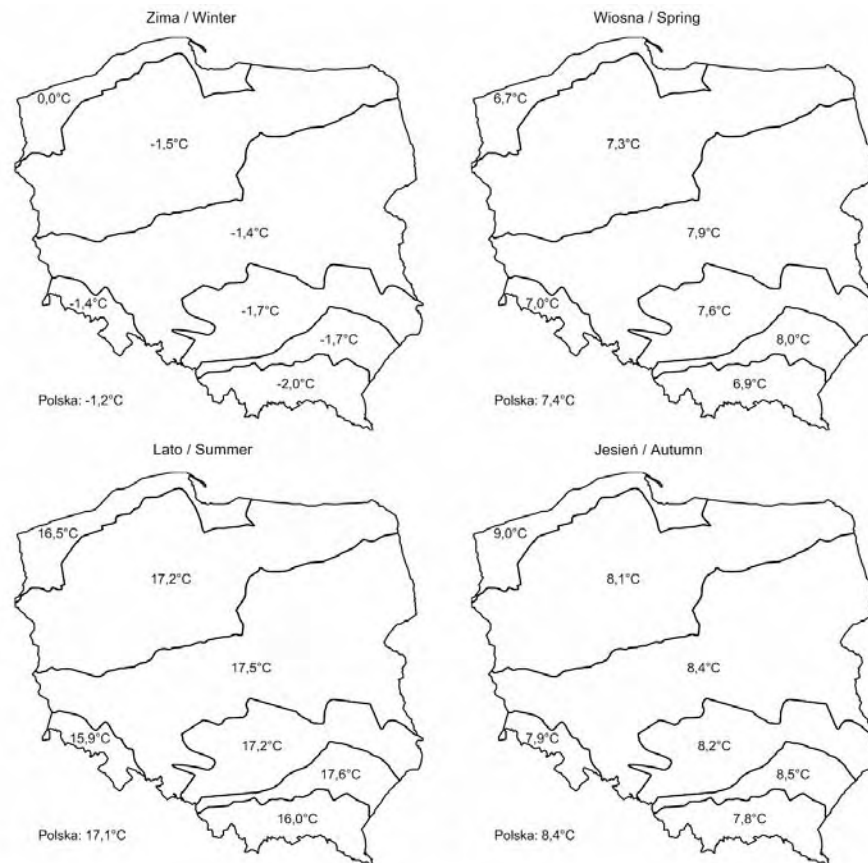 Zima / Winter
0,0°C
-1,5°C
-1,4°C
-1,4°C
-1,7°C
-1,7°C
-2,0°C
Polska: -1,2°C
Wiosna / Spring
6,7°C
7,3°C
7,9°C
7,0°C
7,6°C
8,0°C
6,9°C
Polska: 7,4°C
Lato / Summer
16,5°C
17,2°C
17,5°C
15,9°C
17,2°C
17,6°C
16,0°C
Polska: 17,1°C
Jesień / Autumn
9,0°C
8,1°C
8,4°C
7,9°C
8,2°C
8,5°C
7,8°C
Polska: 8,4°C